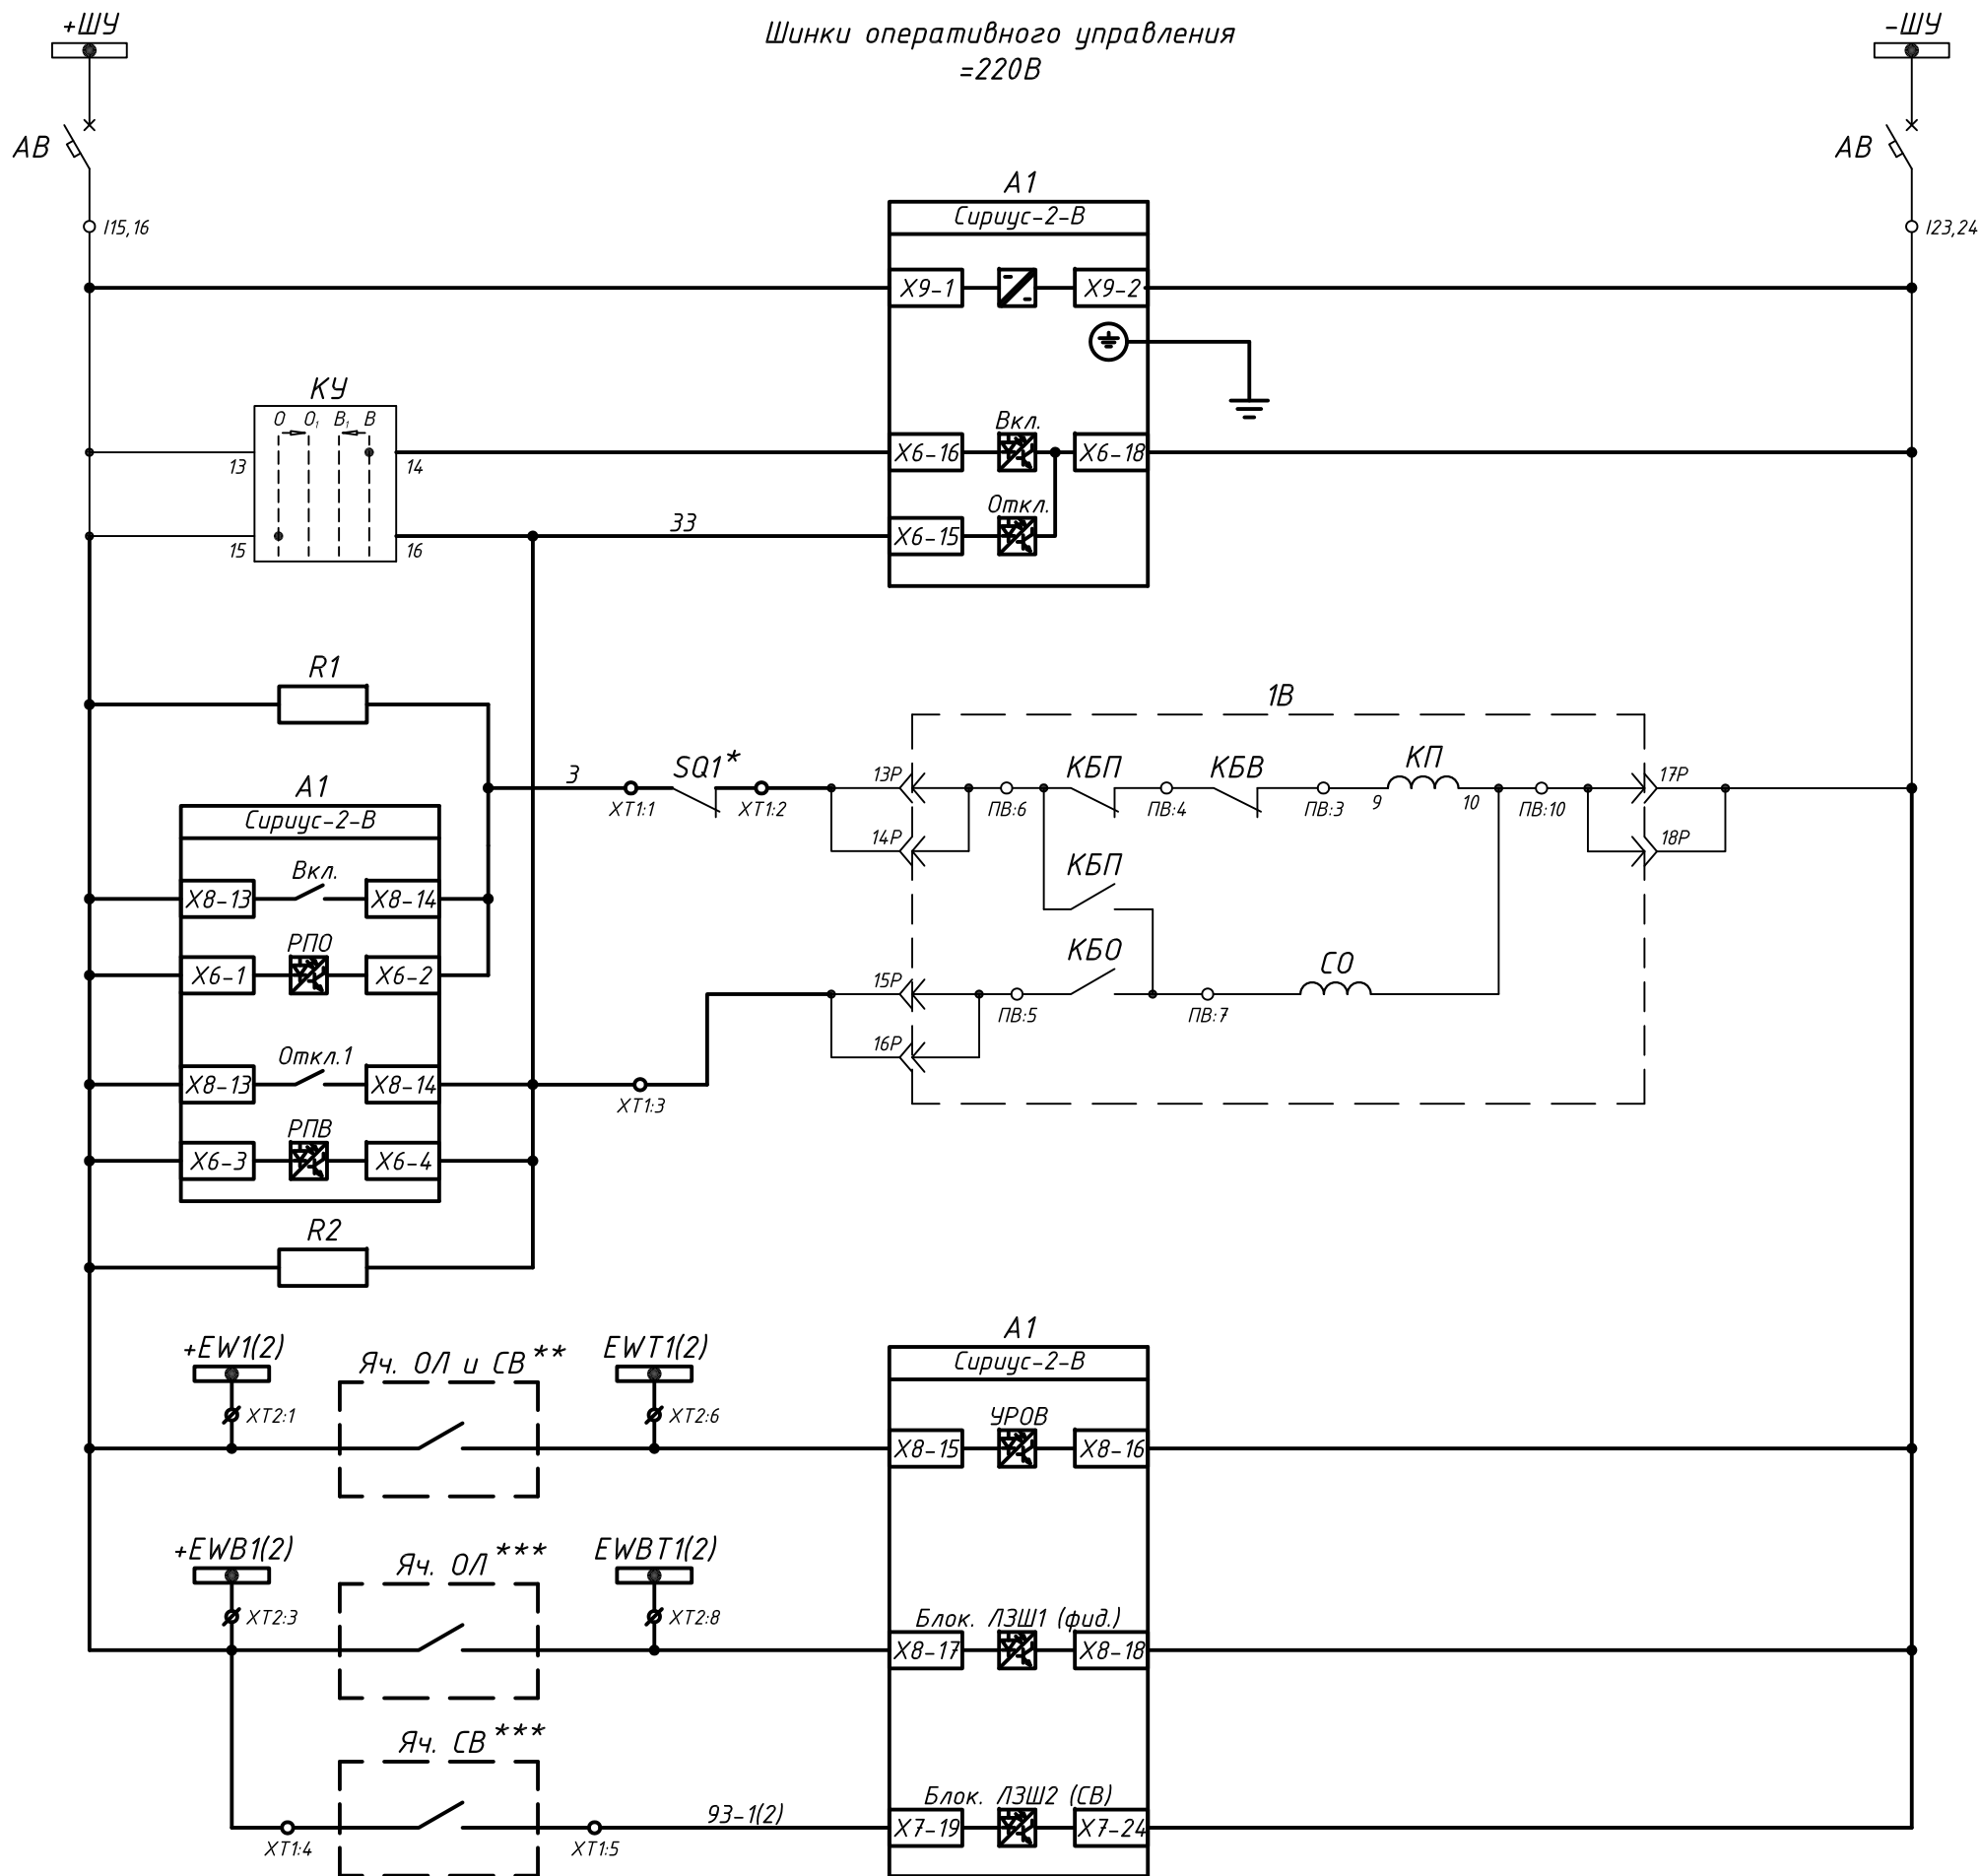 +ШУ
Шинки оперативного управления
=220В
-ШУ
АВ
АВ
115,16
123,24
А1
Сириус-2-В
Х9-1
Х9-2
КУ
О О₁ В₁ В
13
14
Вкл.
Х6-16
Х6-18
15
16
33
Откл.
Х6-15
R1
1В
А1
Сириус-2-В
3
ХТ1:1
SQ1*
ХТ1:2
13Р
14Р
ПВ:6
КБП
ПВ:4
КБВ
ПВ:3
9
КП
10
ПВ:10
17Р
18Р
Вкл.
Х8-13
Х8-14
КБП
РПО
Х6-1
Х6-2
15Р
16Р
ПВ:5
КБО
ПВ:7
СО
Откл.1
Х8-13
Х8-14
ХТ1:3
РПВ
Х6-3
Х6-4
R2
+EW1(2)
ХТ2:1
Яч. ОЛ и СВ**
EWT1(2)
ХТ2:6
А1
Сириус-2-В
УРОВ
Х8-15
Х8-16
+EWB1(2)
ХТ2:3
Яч. ОЛ***
EWBT1(2)
ХТ2:8
Блок. ЛЗШ1 (фид.)
Х8-17
Х8-18
Яч. СВ***
ХТ1:4
ХТ1:5
93-1(2)
Блок. ЛЗШ2 (СВ)
Х7-19
Х7-24